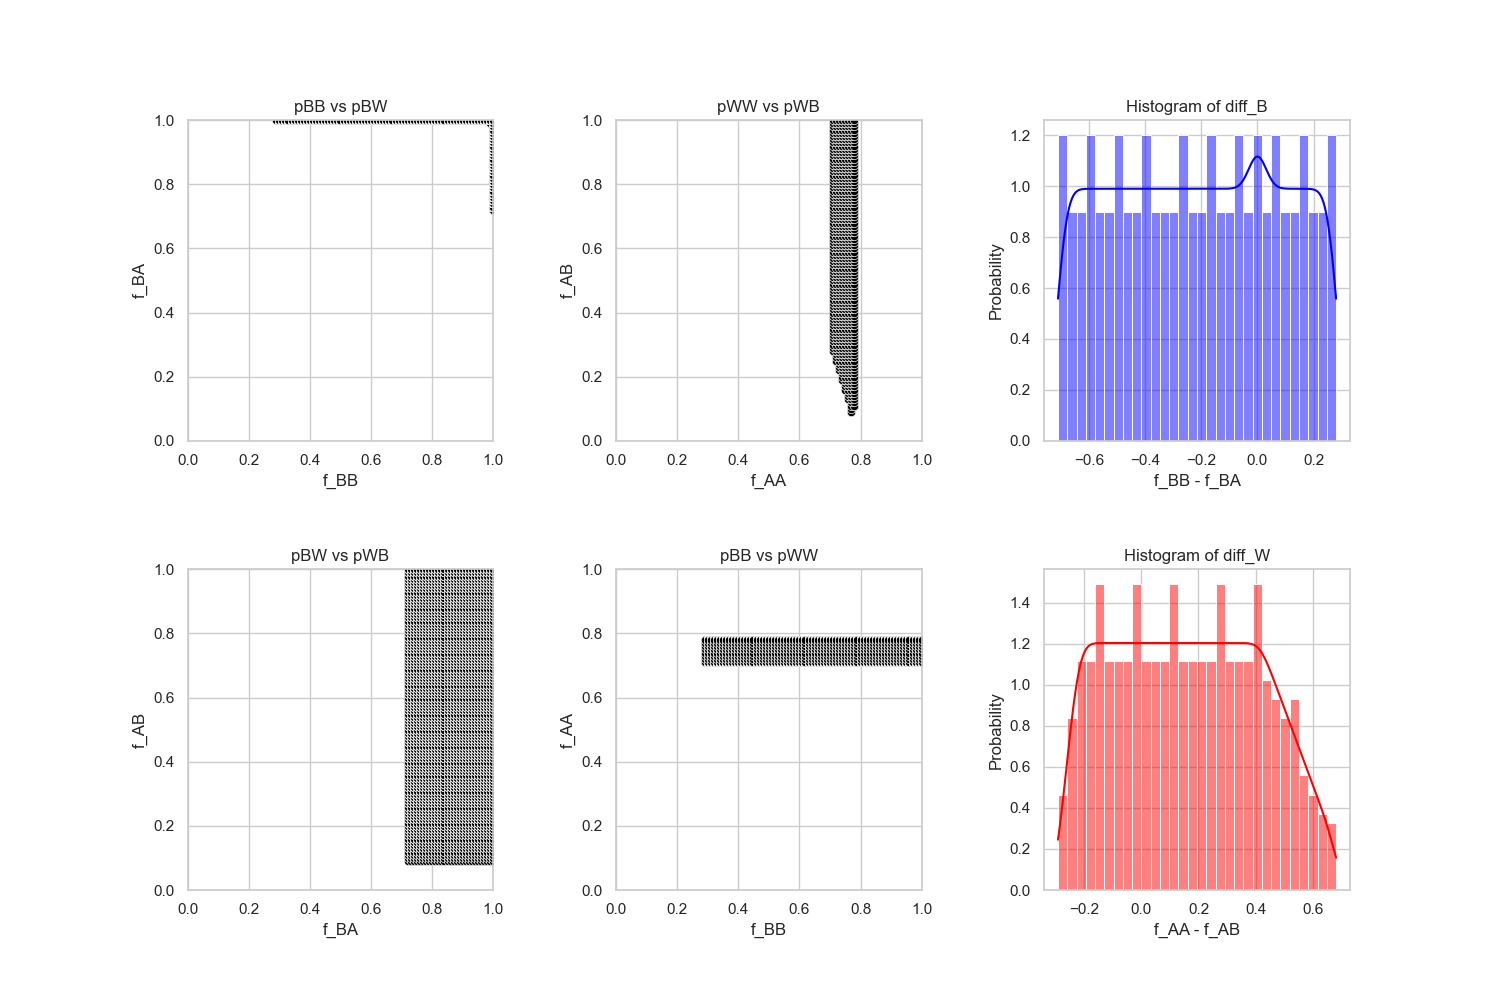 pBB vs pBW
1.0
0.8
0.6
0.4
0.2
0.0
f_BA
0.0 0.2 0.4 0.6 0.8 1.0
f_BB
pWW vs pWB
1.0
0.8
0.6
0.4
0.2
0.0
f_AB
0.0 0.2 0.4 0.6 0.8 1.0
f_AA
Histogram of diff_B
1.2
1.0
0.8
0.6
0.4
0.2
0.0
Probability
−0.6 −0.4 −0.2 0.0 0.2
f_BB - f_BA
pBW vs pWB
1.0
0.8
0.6
0.4
0.2
0.0
f_AB
0.0 0.2 0.4 0.6 0.8 1.0
f_BA
pBB vs pWW
1.0
0.8
0.6
0.4
0.2
0.0
f_AA
0.0 0.2 0.4 0.6 0.8 1.0
f_BB
Histogram of diff_W
1.4
1.2
1.0
0.8
0.6
0.4
0.2
0.0
Probability
−0.2 0.0 0.2 0.4 0.6
f_AA - f_AB